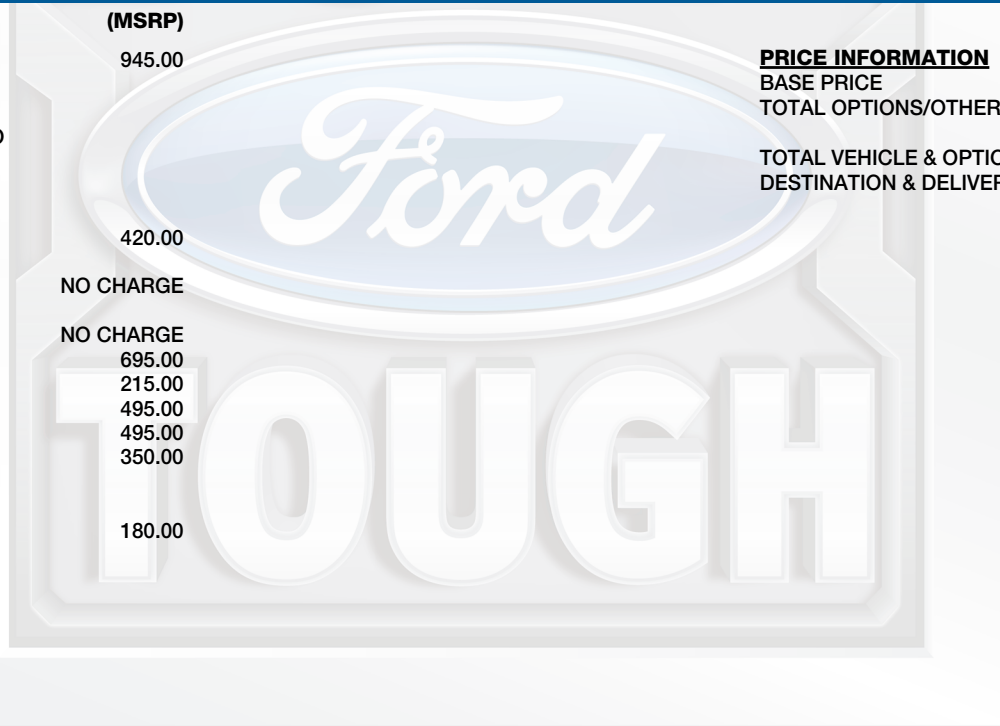 (MSRP)
945.00
420.00
NO CHARGE
NO CHARGE
695.00
215.00
495.00
495.00
350.00
180.00
PRICE INFORMATION
BASE PRICE
TOTAL OPTIONS/OTHER
TOTAL VEHICLE & OPTIO
DESTINATION & DELIVER
Ford
TOUGH